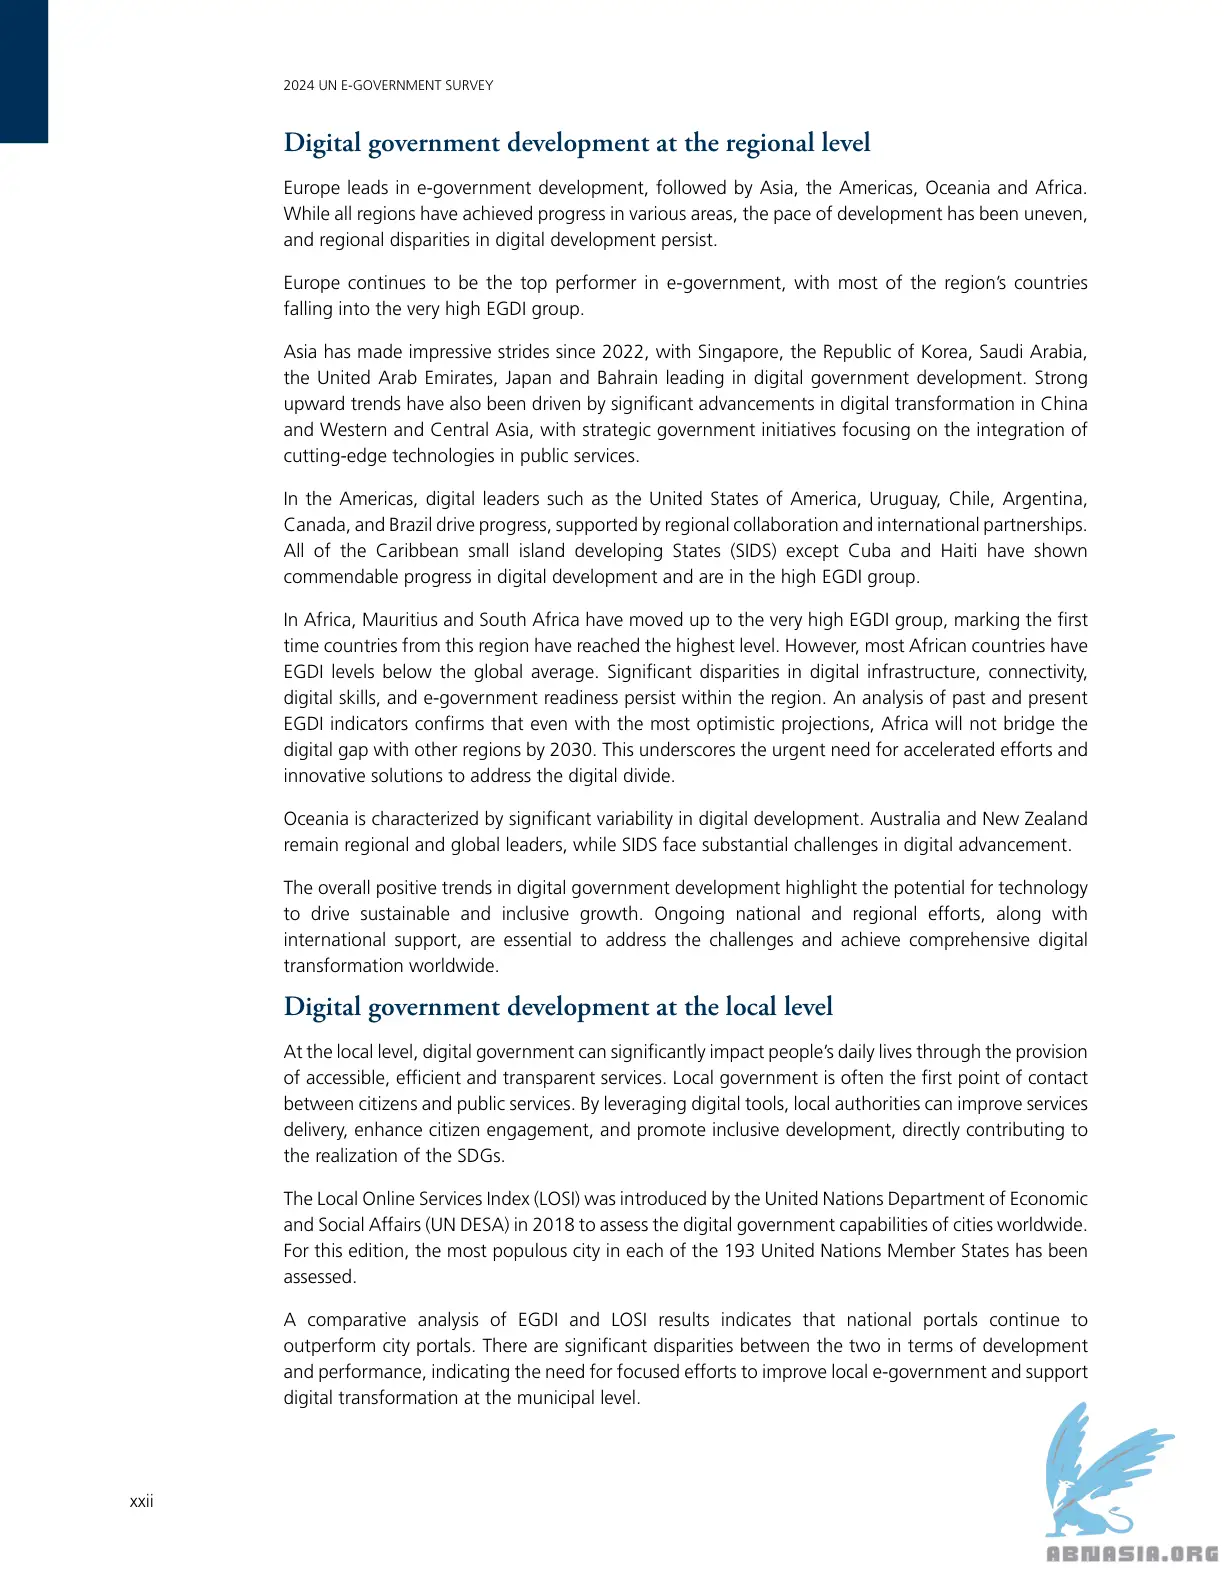 2024 UN E-GOVERNMENT SURVEY
Digital government development at the regional level
Europe leads in e-government development, followed by Asia, the Americas, Oceania and Africa.
While all regions have achieved progress in various areas, the pace of development has been uneven,
and regional disparities in digital development persist.
Europe continues to be the top performer in e-government, with most of the region’s countries
falling into the very high EGDI group.
Asia has made impressive strides since 2022, with Singapore, the Republic of Korea, Saudi Arabia,
the United Arab Emirates, Japan and Bahrain leading in digital government development. Strong
upward trends have also been driven by significant advancements in digital transformation in China
and Western and Central Asia, with strategic government initiatives focusing on the integration of
cutting-edge technologies in public services.
In the Americas, digital leaders such as the United States of America, Uruguay, Chile, Argentina,
Canada, and Brazil drive progress, supported by regional collaboration and international partnerships.
All of the Caribbean small island developing States (SIDS) except Cuba and Haiti have shown
commendable progress in digital development and are in the high EGDI group.
In Africa, Mauritius and South Africa have moved up to the very high EGDI group, marking the first
time countries from this region have reached the highest level. However, most African countries have
EGDI levels below the global average. Significant disparities in digital infrastructure, connectivity,
digital skills, and e-government readiness persist within the region. An analysis of past and present
EGDI indicators confirms that even with the most optimistic projections, Africa will not bridge the
digital gap with other regions by 2030. This underscores the urgent need for accelerated efforts and
innovative solutions to address the digital divide.
Oceania is characterized by significant variability in digital development. Australia and New Zealand
remain regional and global leaders, while SIDS face substantial challenges in digital advancement.
The overall positive trends in digital government development highlight the potential for technology
to drive sustainable and inclusive growth. Ongoing national and regional efforts, along with
international support, are essential to address the challenges and achieve comprehensive digital
transformation worldwide.
Digital government development at the local level
At the local level, digital government can significantly impact people’s daily lives through the provision
of accessible, efficient and transparent services. Local government is often the first point of contact
between citizens and public services. By leveraging digital tools, local authorities can improve services
delivery, enhance citizen engagement, and promote inclusive development, directly contributing to
the realization of the SDGs.
The Local Online Services Index (LOSI) was introduced by the United Nations Department of Economic
and Social Affairs (UN DESA) in 2018 to assess the digital government capabilities of cities worldwide.
For this edition, the most populous city in each of the 193 United Nations Member States has been
assessed.
A comparative analysis of EGDI and LOSI results indicates that national portals continue to
outperform city portals. There are significant disparities between the two in terms of development
and performance, indicating the need for focused efforts to improve local e-government and support
digital transformation at the municipal level.
xxii
ABNASIA.ORG